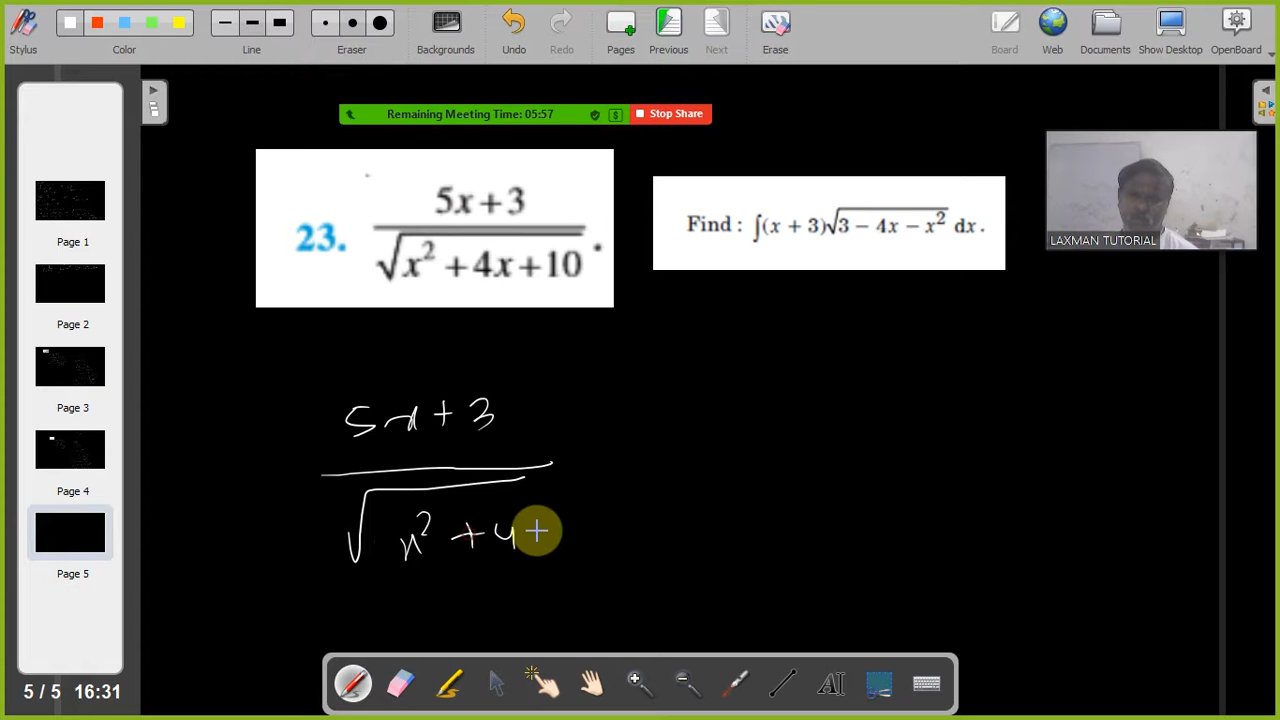 Stylus
Color
Line
Eraser
Backgrounds
Undo
Redo
Pages
Previous
Next
Erase
Board
Web
Documents
Show Desktop
OpenBoard
Remaining Meeting Time: 05:57
Stop Share
23. 5x+3
√x² +4x+10 .
Find : ∫(x + 3)√3 − 4x − x² dx.
LAXMAN TUTORIAL
Page 1
Page 2
Page 3
Page 4
Page 5
5x+3
√x² +4
5 / 5 16:31
AI